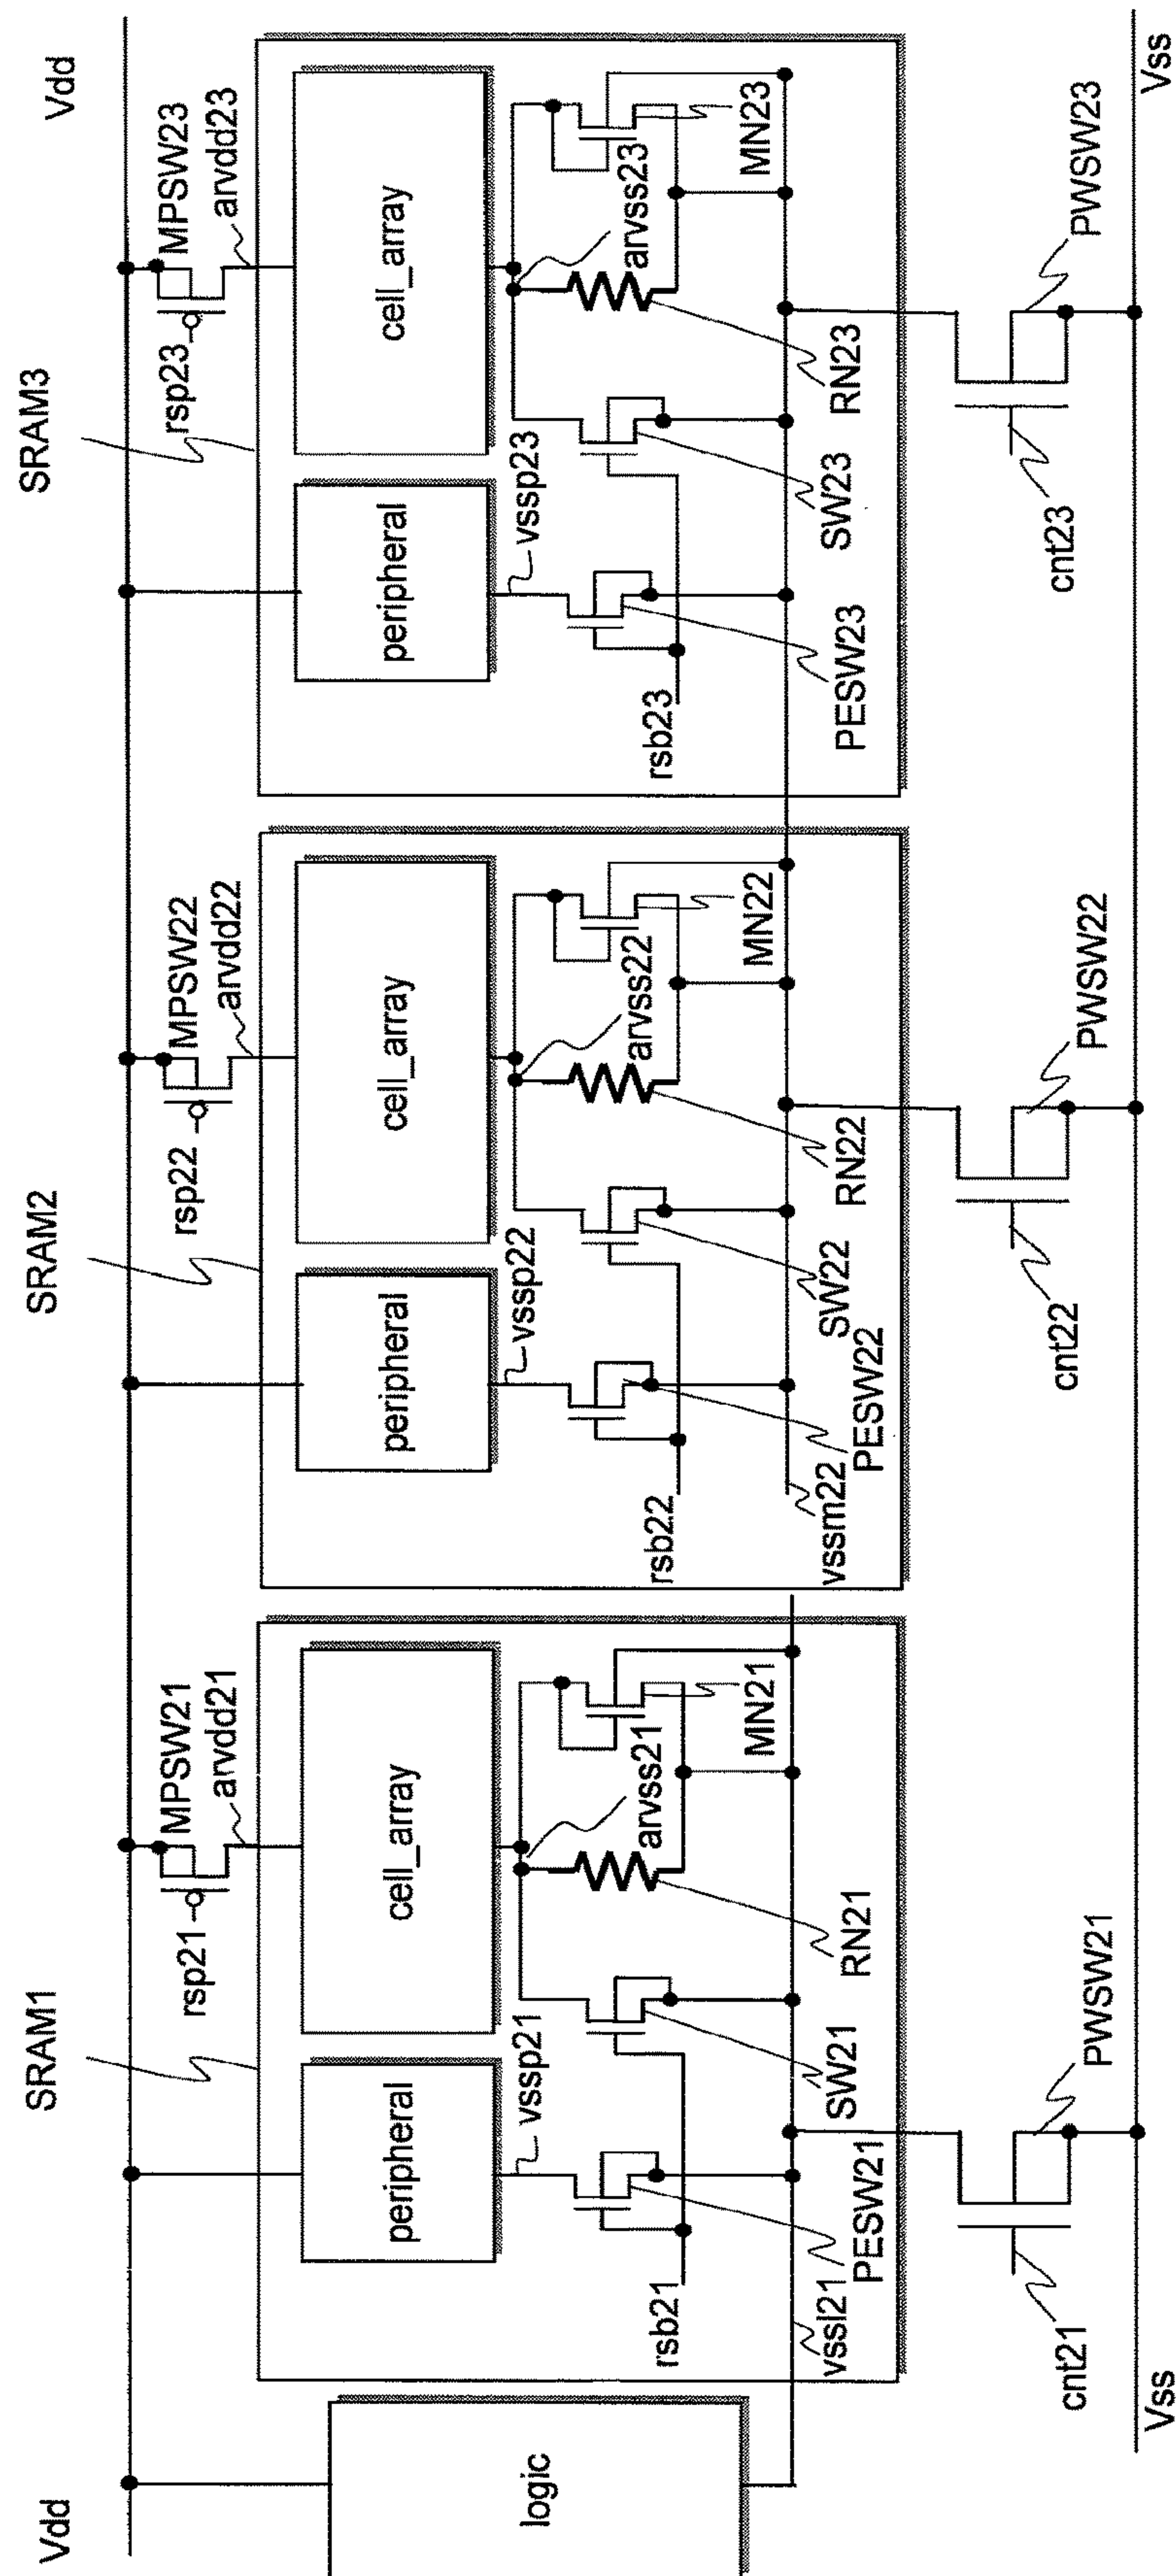 Vdd
Vdd
SRAM1
SRAM2
SRAM3
rsp21
MPSW21
arvdd21
rsp22
MPSW22
arvdd22
rsp23
MPSW23
arvdd23
logic
peripheral
cell_array
peripheral
cell_array
peripheral
cell_array
vssp21
arvss21
vssp22
arvss22
vssp23
arvss23
rsb21
MN21
rsb22
MN22
rsb23
MN23
vssl21
PESW21
SW21
RN21
vssm22
PESW22
SW22
RN22
PESW23
SW23
RN23
cnt21
PWSW21
cnt22
PWSW22
cnt23
PWSW23
Vss
Vss